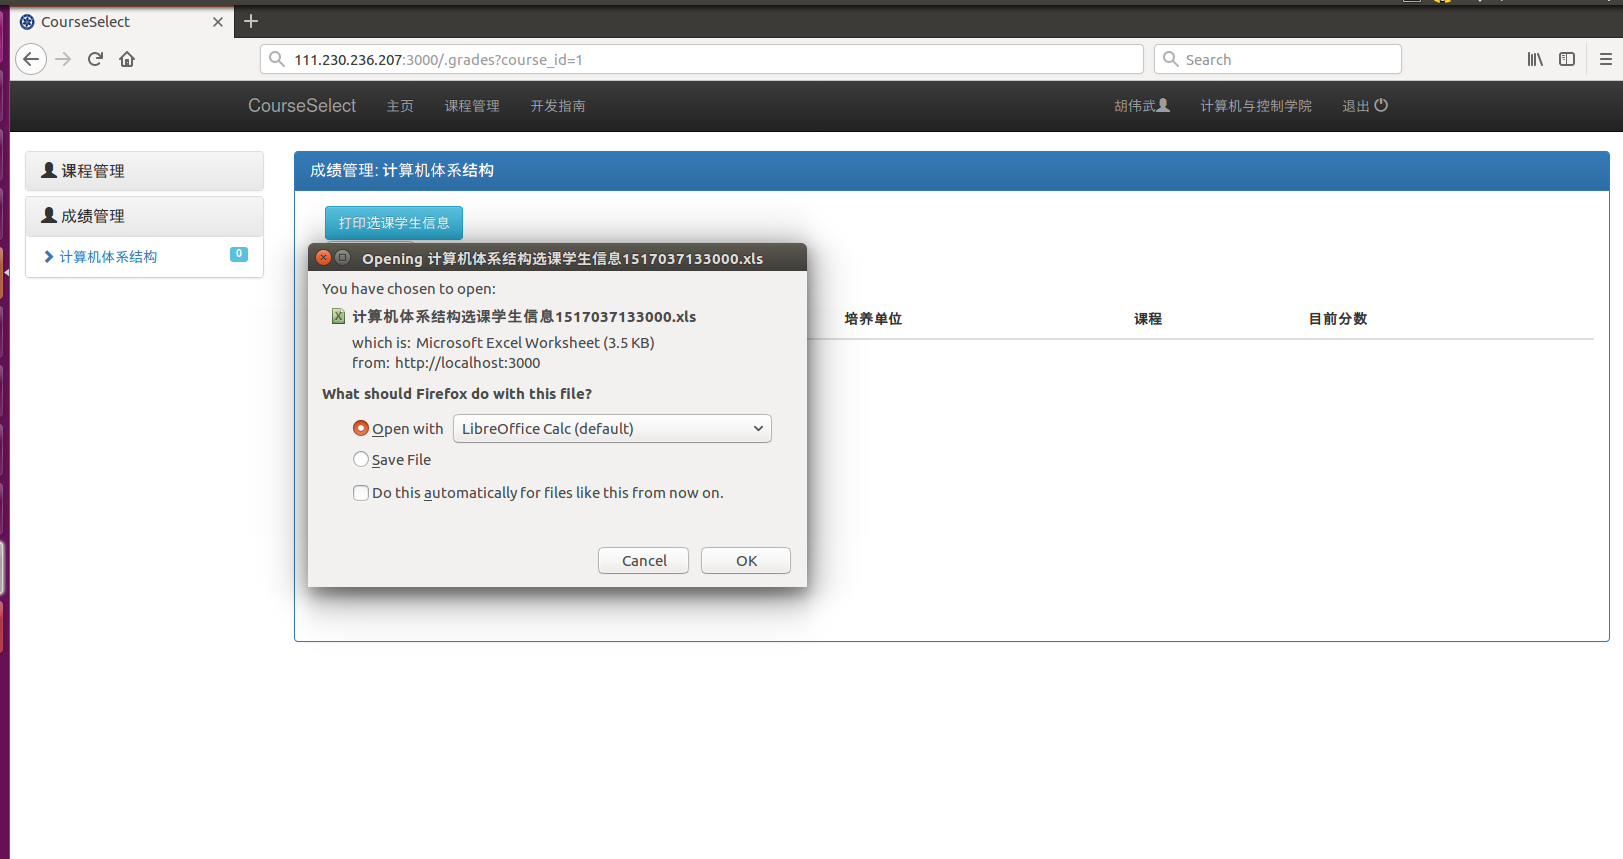 CourseSelect
111.230.236.207:3000/.grades?course_id=1
Search
CourseSelect 主页 课程管理 开发指南 胡伟武 计算机与控制学院 退出
课程管理
成绩管理
计算机体系结构 0
成绩管理: 计算机体系结构
打印选课学生信息
培养单位 课程 目前分数
Opening 计算机体系结构选课学生信息1517037133000.xls
You have chosen to open:
计算机体系结构选课学生信息1517037133000.xls
which is: Microsoft Excel Worksheet (3.5 KB)
from: http://localhost:3000
What should Firefox do with this file?
Open with LibreOffice Calc (default)
Save File
Do this automatically for files like this from now on.
Cancel OK